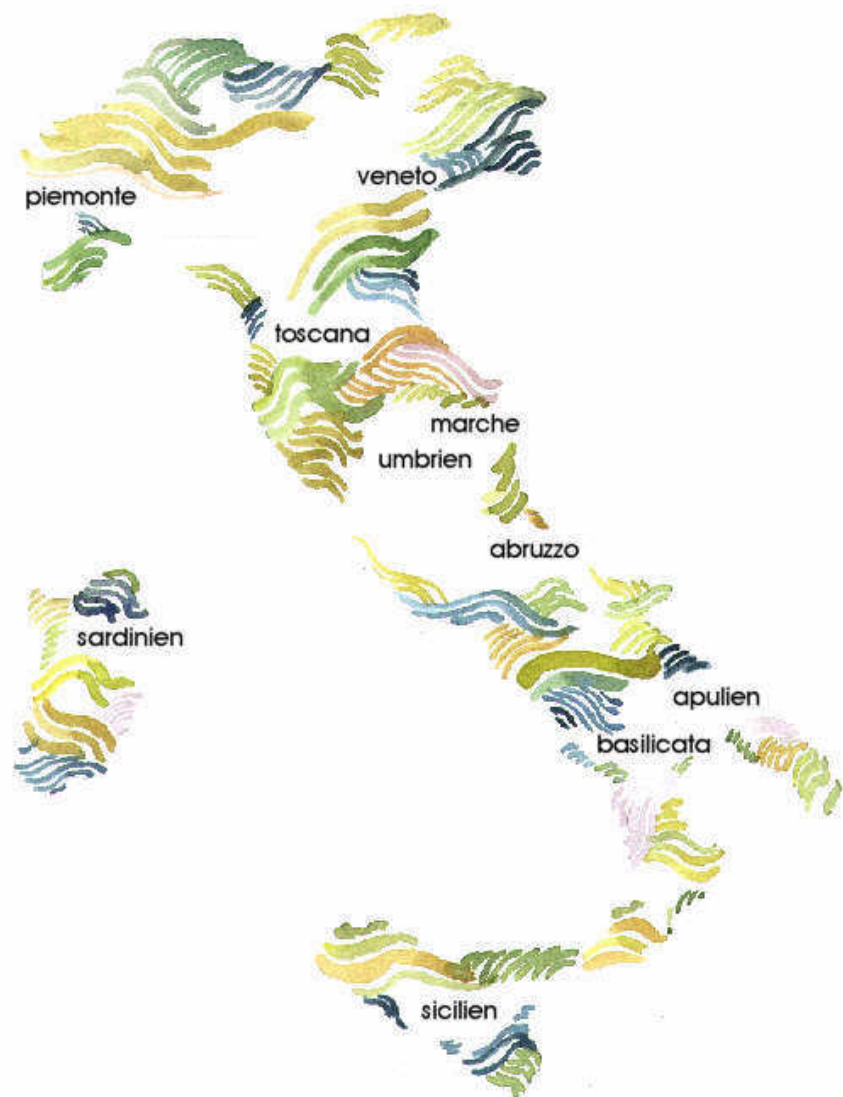 veneto
piemonte
toscana
marche
umbrien
abruzzo
sardinien
apulien
basilicata
sicilien